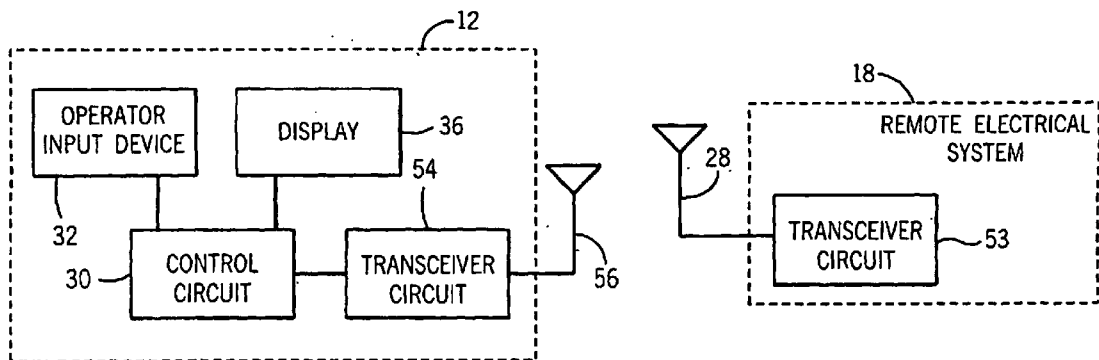 12
OPERATOR
INPUT DEVICE
32
DISPLAY
36
54
30
CONTROL
CIRCUIT
TRANSCEIVER
CIRCUIT
56
18
REMOTE ELECTRICAL
SYSTEM
28
TRANSCEIVER
CIRCUIT
53